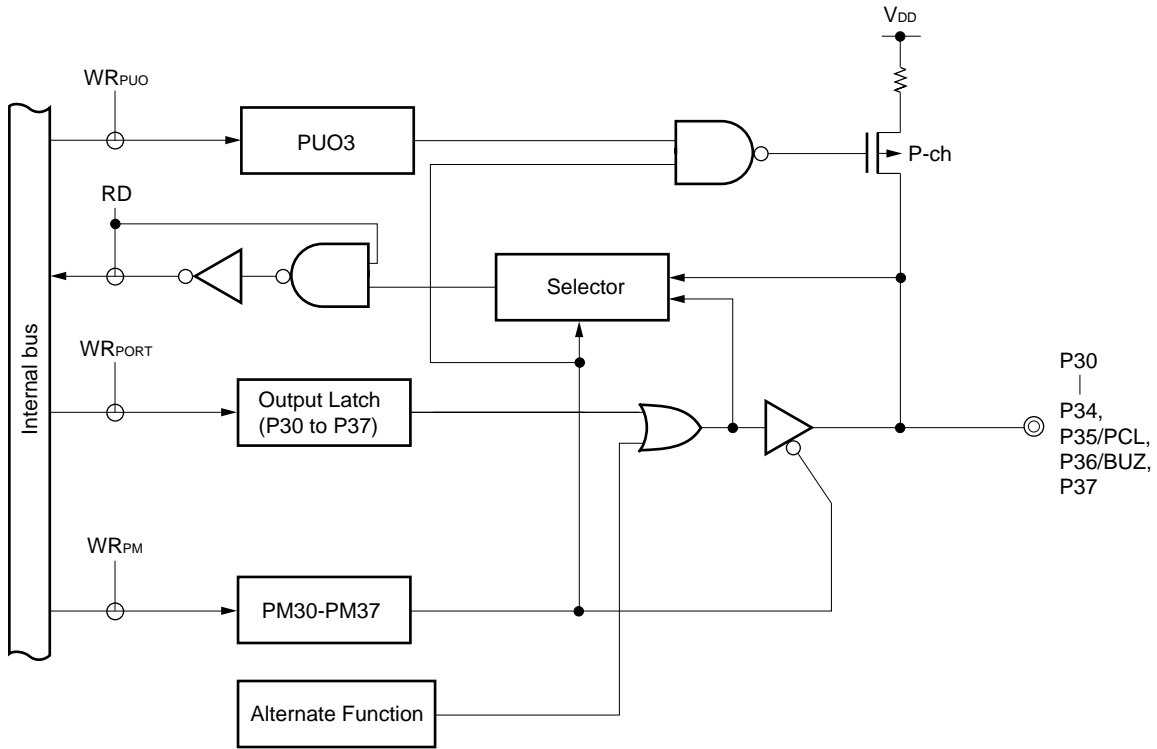 VDD
WRPUO
PUO3
P-ch
RD
Selector
Internal bus
WRPORT
Output Latch
(P30 to P37)
P30
|
P34,
P35/PCL,
P36/BUZ,
P37
WRPM
PM30-PM37
Alternate Function